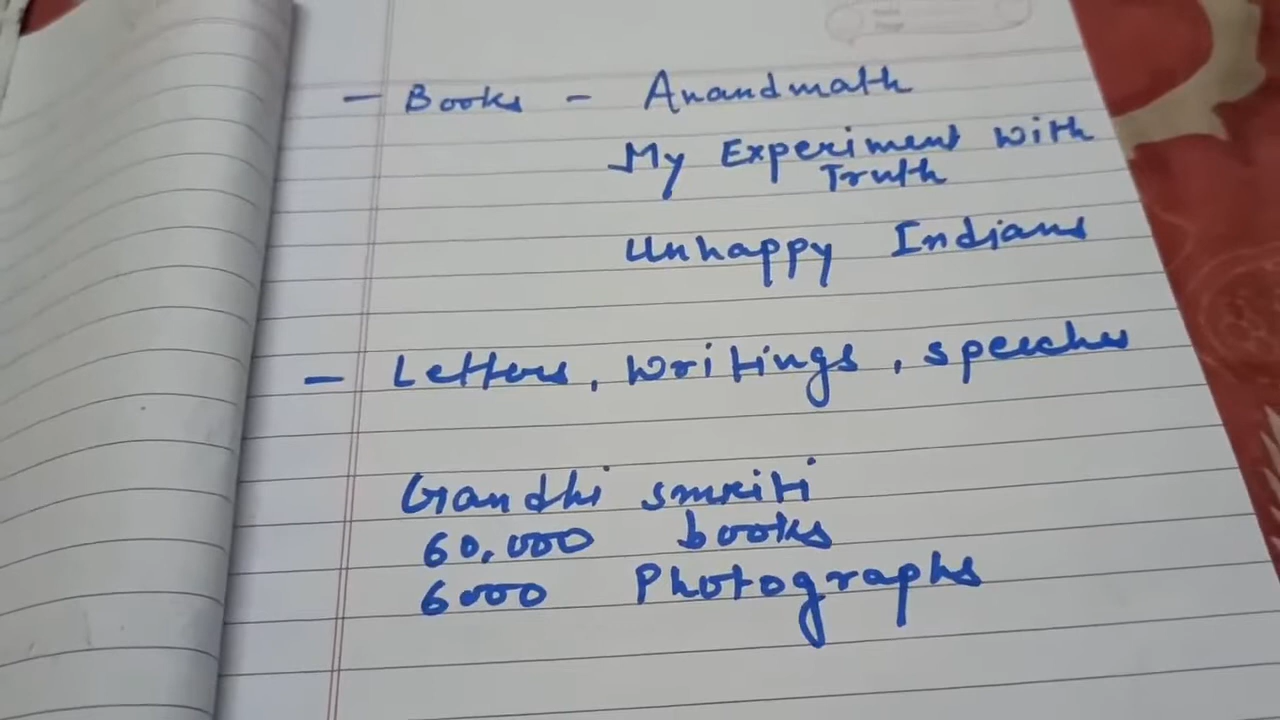 - Books - Anandmath
My Experiment with
Truth
Unhappy Indians
- Letters, writings, speeches
Gandhi smriti
60,000 books
6000 Photographs